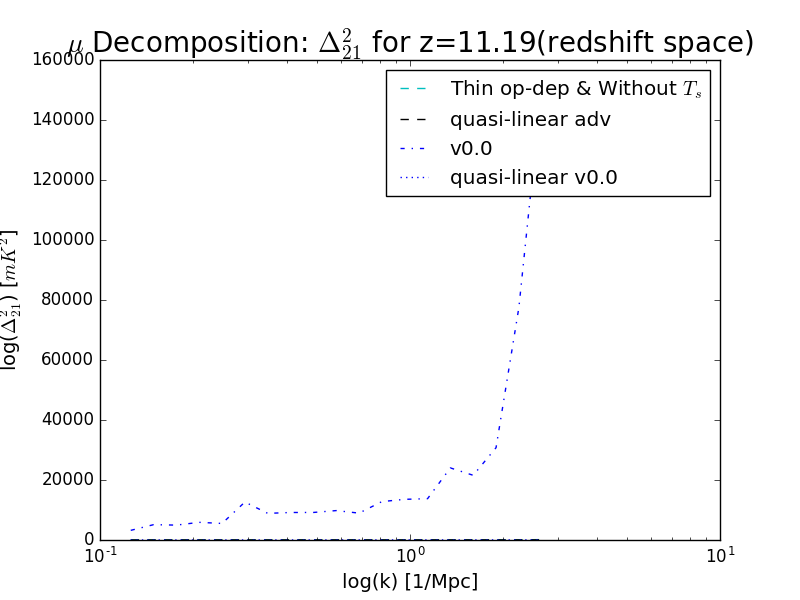 μ Decomposition: Δ²₂₁ for z=11.19(redshift space)
160000
140000
120000
100000
80000
60000
40000
20000
0
log(Δ²₂₁) [mK²]
Thin op-dep & Without Tₛ
quasi-linear adv
v0.0
quasi-linear v0.0
10⁻¹
10⁰
10¹
log(k) [1/Mpc]